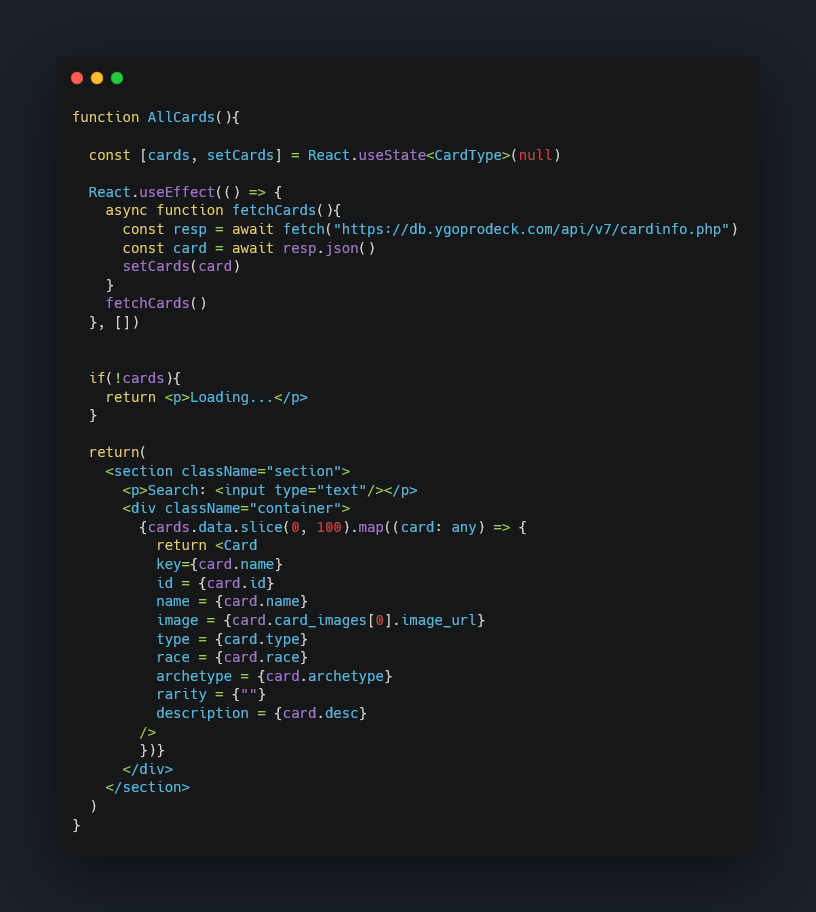 function AllCards(){
const [cards, setCards] = React.useState<CardType>(null)
React.useEffect(() => {
async function fetchCards(){
const resp = await fetch("https://db.ygoprodeck.com/api/v7/cardinfo.php")
const card = await resp.json()
setCards(card)
}
fetchCards()
}, [])
if(!cards){
return <p>Loading...</p>
}
return(
<section className="section">
<p>Search: <input type="text"/></p>
<div className="container">
{cards.data.slice(0, 100).map((card: any) => {
return <Card
key={card.name}
id = {card.id}
name = {card.name}
image = {card.card_images[0].image_url}
type = {card.type}
race = {card.race}
archetype = {card.archetype}
rarity = {""}
description = {card.desc}
/>
})}
</div>
</section>
)
}